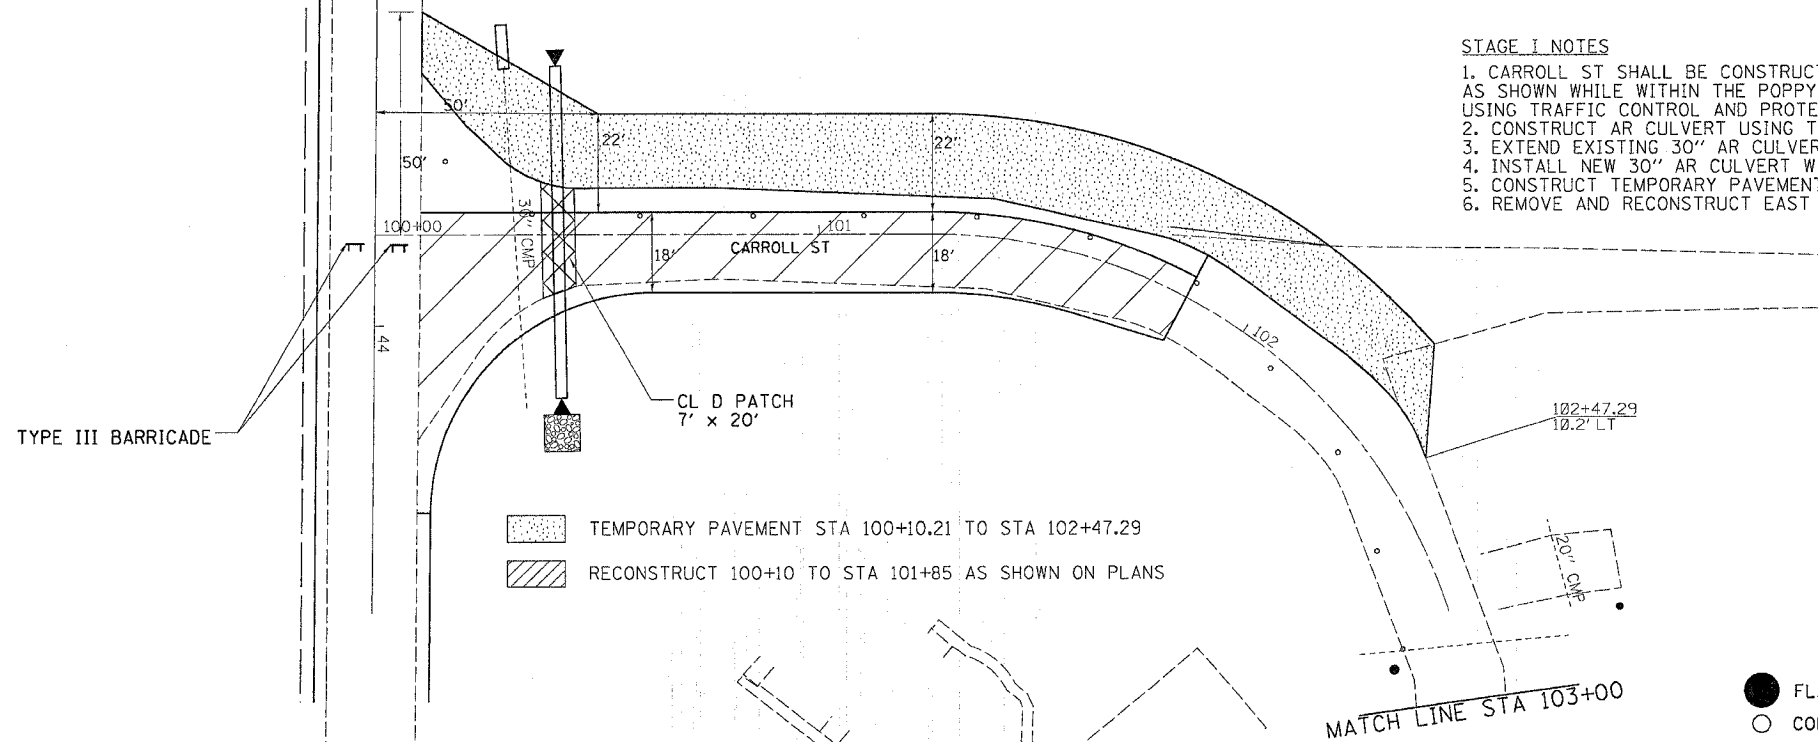 STAGE I NOTES
1. CARROLL ST SHALL BE CONSTRUCT
AS SHOWN WHILE WITHIN THE POPPY
USING TRAFFIC CONTROL AND PROTE
2. CONSTRUCT AR CULVERT USING T
3. EXTEND EXISTING 30" AR CULVER
4. INSTALL NEW 30" AR CULVERT W
5. CONSTRUCT TEMPORARY PAVEMENT
6. REMOVE AND RECONSTRUCT EAST
50'
22'
22'
50'
30" CMP
100+00
101
CARROLL ST
18'
18'
44
102
CL D PATCH
7' x 20'
102+47.29
10.2' LT
TYPE III BARRICADE
TEMPORARY PAVEMENT STA 100+10.21 TO STA 102+47.29
RECONSTRUCT 100+10 TO STA 101+85 AS SHOWN ON PLANS
20" CMP
MATCH LINE STA 103+00
FL
CO